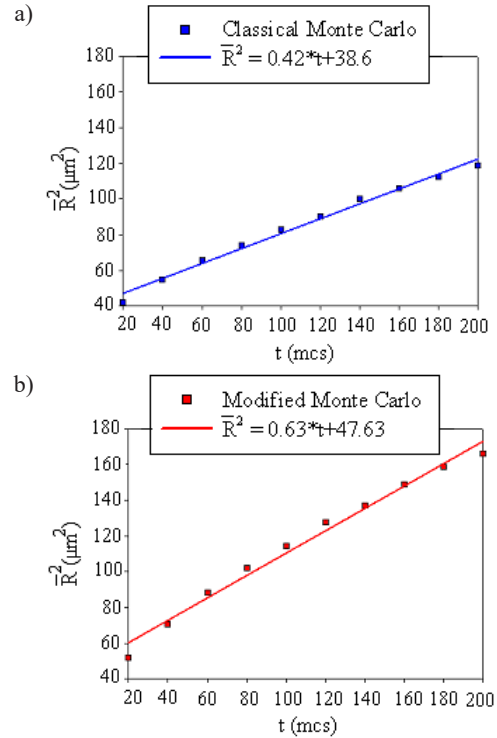 a)
Classical Monte Carlo
R̅² = 0.42*t+38.6
180
160
140
120
100
80
60
40
R̅² (μm²)
20 40 60 80 100 120 140 160 180 200
t (mcs)
b)
Modified Monte Carlo
R̅² = 0.63*t+47.63
180
160
140
120
100
80
60
40
R̅² (μm²)
20 40 60 80 100 120 140 160 180 200
t (mcs)